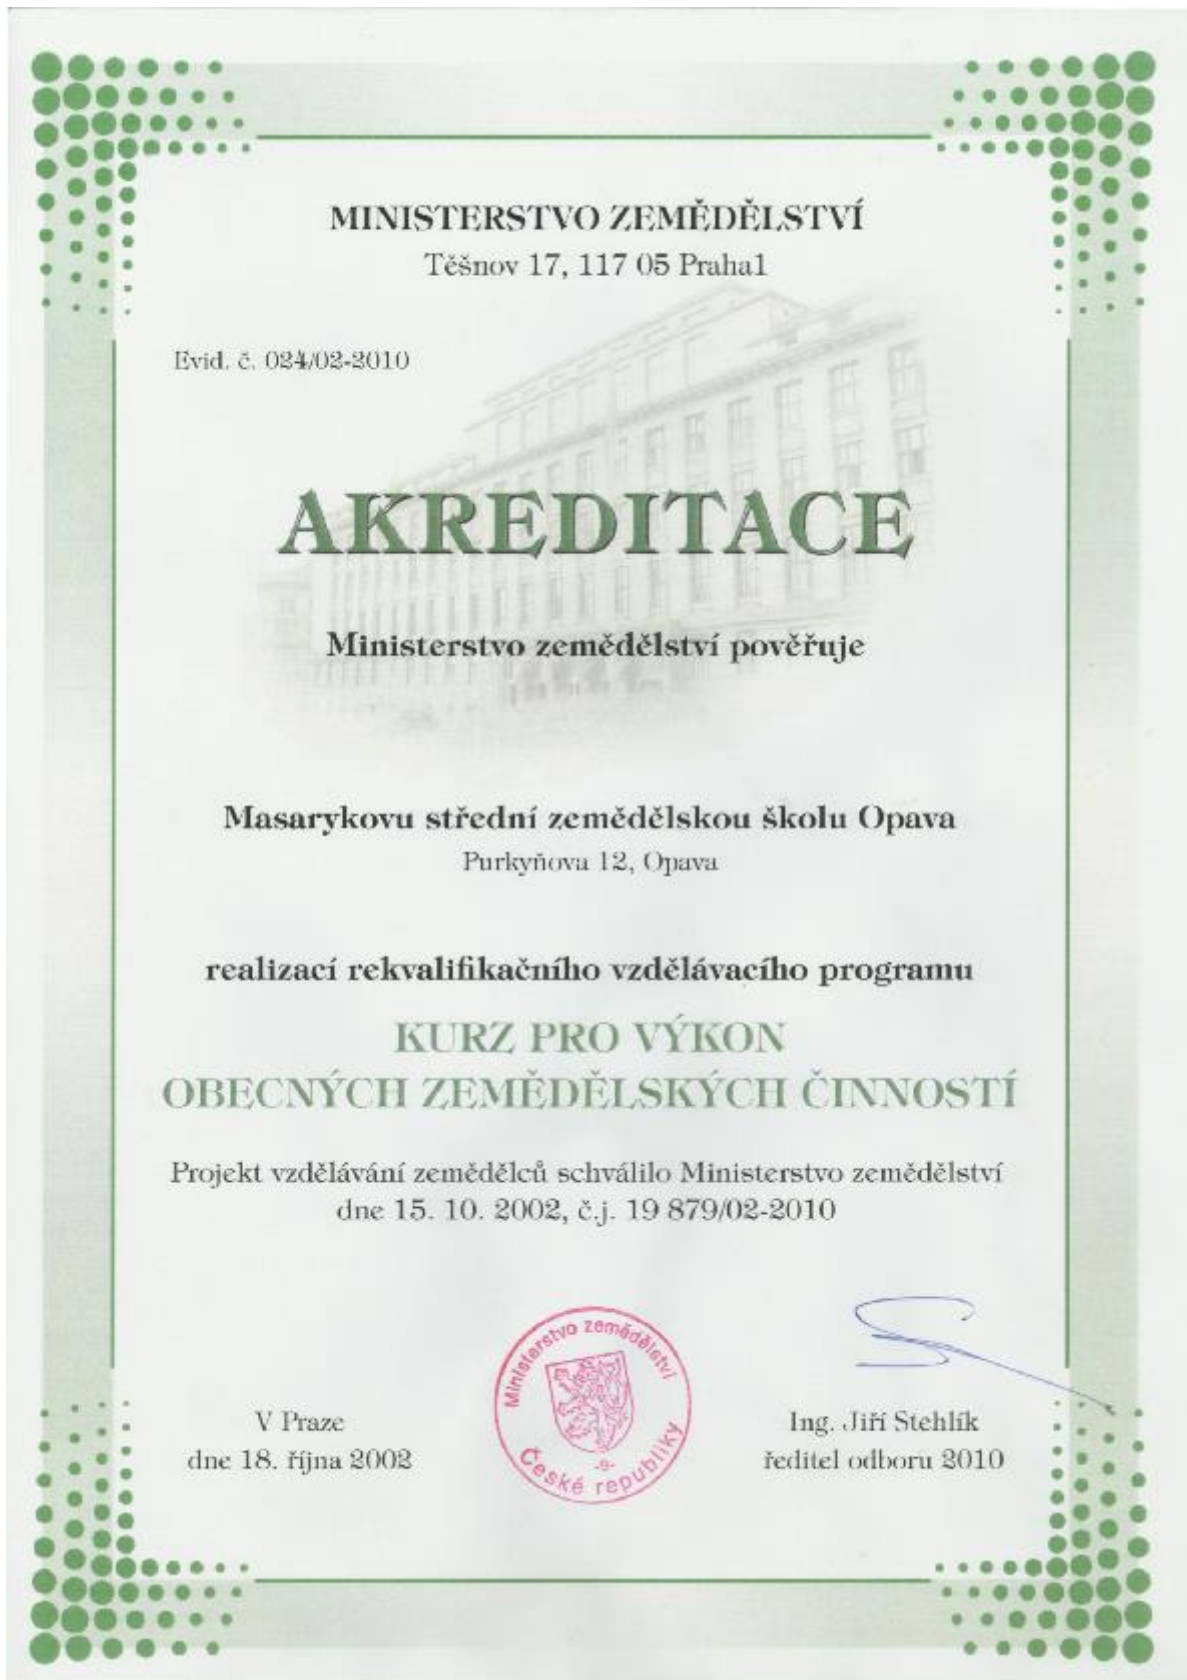 MINISTERSTVO ZEMĚDĚLSTVÍ
Těšnov 17, 117 05 Praha1
Evid. č. 024/02-2010
AKREDITACE
Ministerstvo zemědělství pověřuje
Masarykovu střední zemědělskou školu Opava
Purkyňova 12, Opava
realizací rekvalifikačního vzdělávacího programu
KURZ PRO VÝKON
OBECNÝCH ZEMĚDĚLSKÝCH ČINNOSTÍ
Projekt vzdělávání zemědělců schválilo Ministerstvo zemědělství
dne 15. 10. 2002, č.j. 19 879/02-2010
Ministerstvo zemědělství
České republiky
-9-
V Praze
dne 18. října 2002
Ing. Jiří Stehlík
ředitel odboru 2010